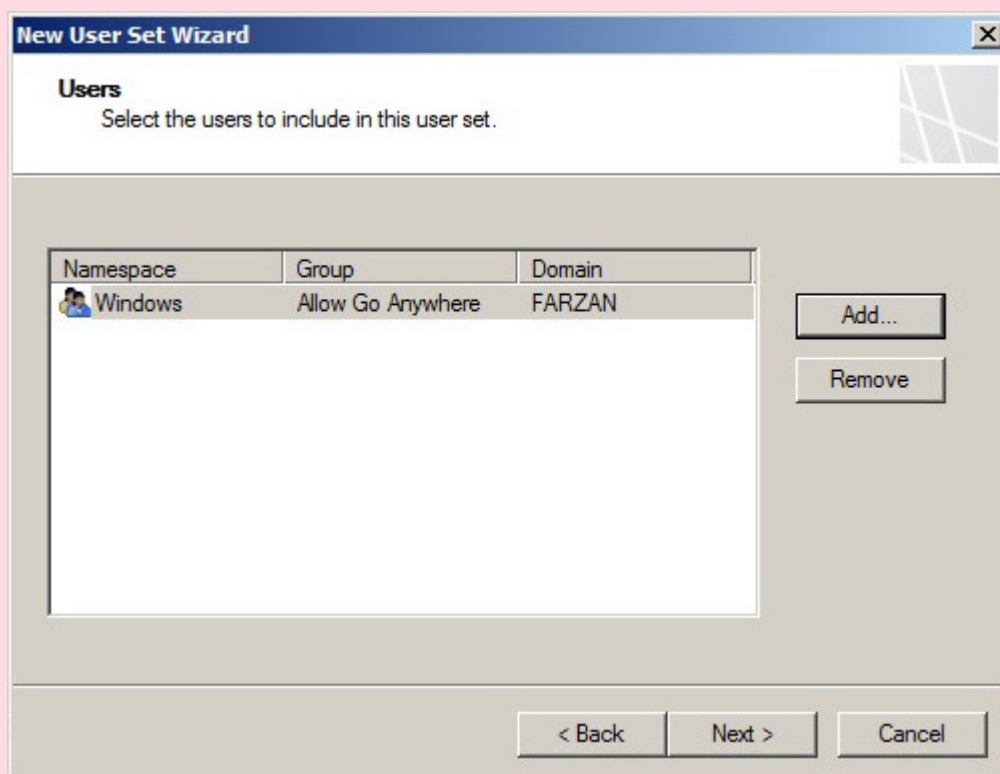 New User Set Wizard
Users
Select the users to include in this user set.
Namespace Group Domain
Windows Allow Go Anywhere FARZAN
Add...
Remove
< Back Next > Cancel